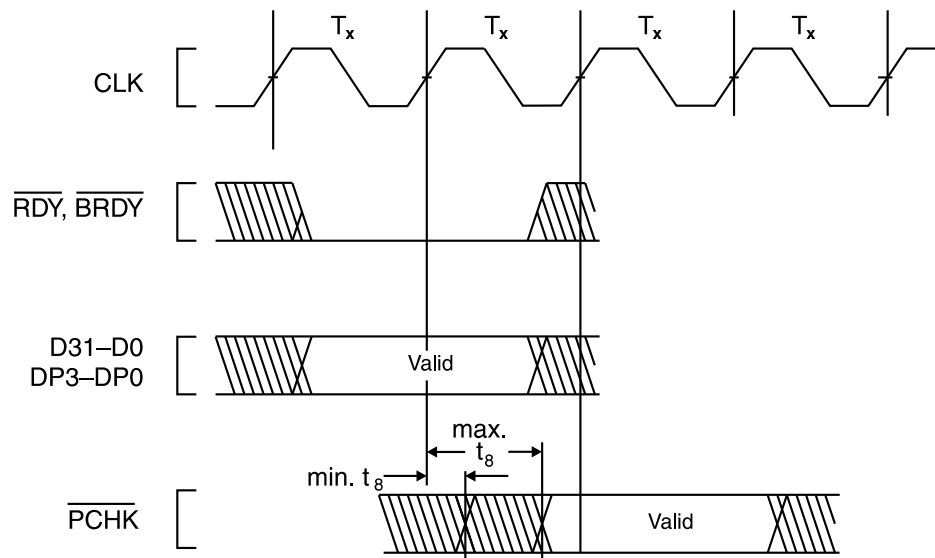 Tx Tx Tx Tx
CLK
RDY, BRDY
D31–D0
DP3–DP0
Valid
max.
t8
min. t8
PCHK
Valid